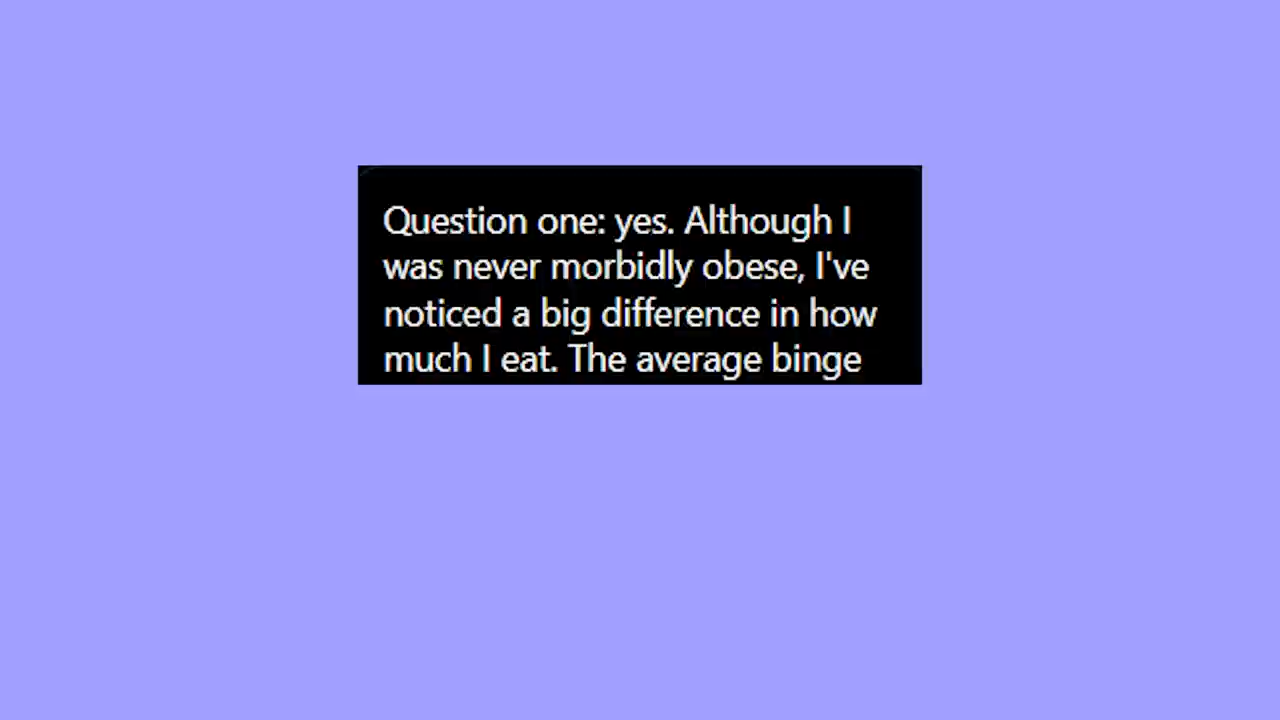 Question one: yes. Although I
was never morbidly obese, I've
noticed a big difference in how
much I eat. The average binge